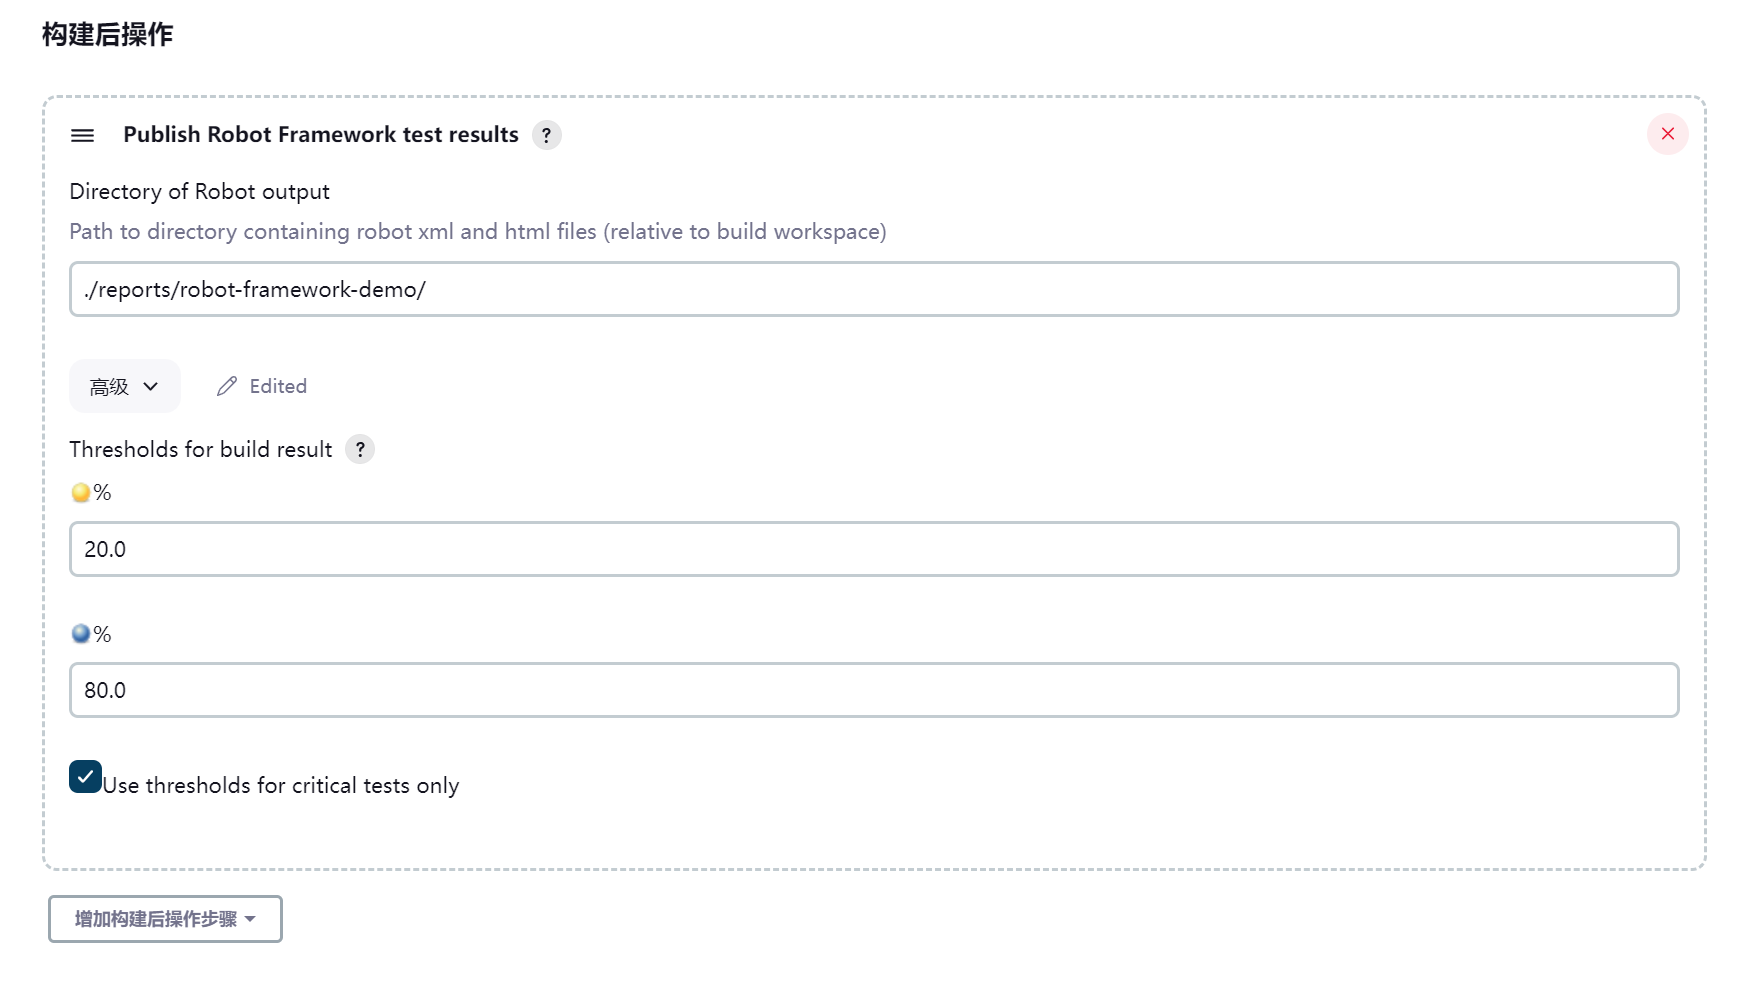 构建后操作
Publish Robot Framework test results ?
Directory of Robot output
Path to directory containing robot xml and html files (relative to build workspace)
./reports/robot-framework-demo/
高级 Edited
Thresholds for build result ?
%
20.0
%
80.0
Use thresholds for critical tests only
增加构建后操作步骤